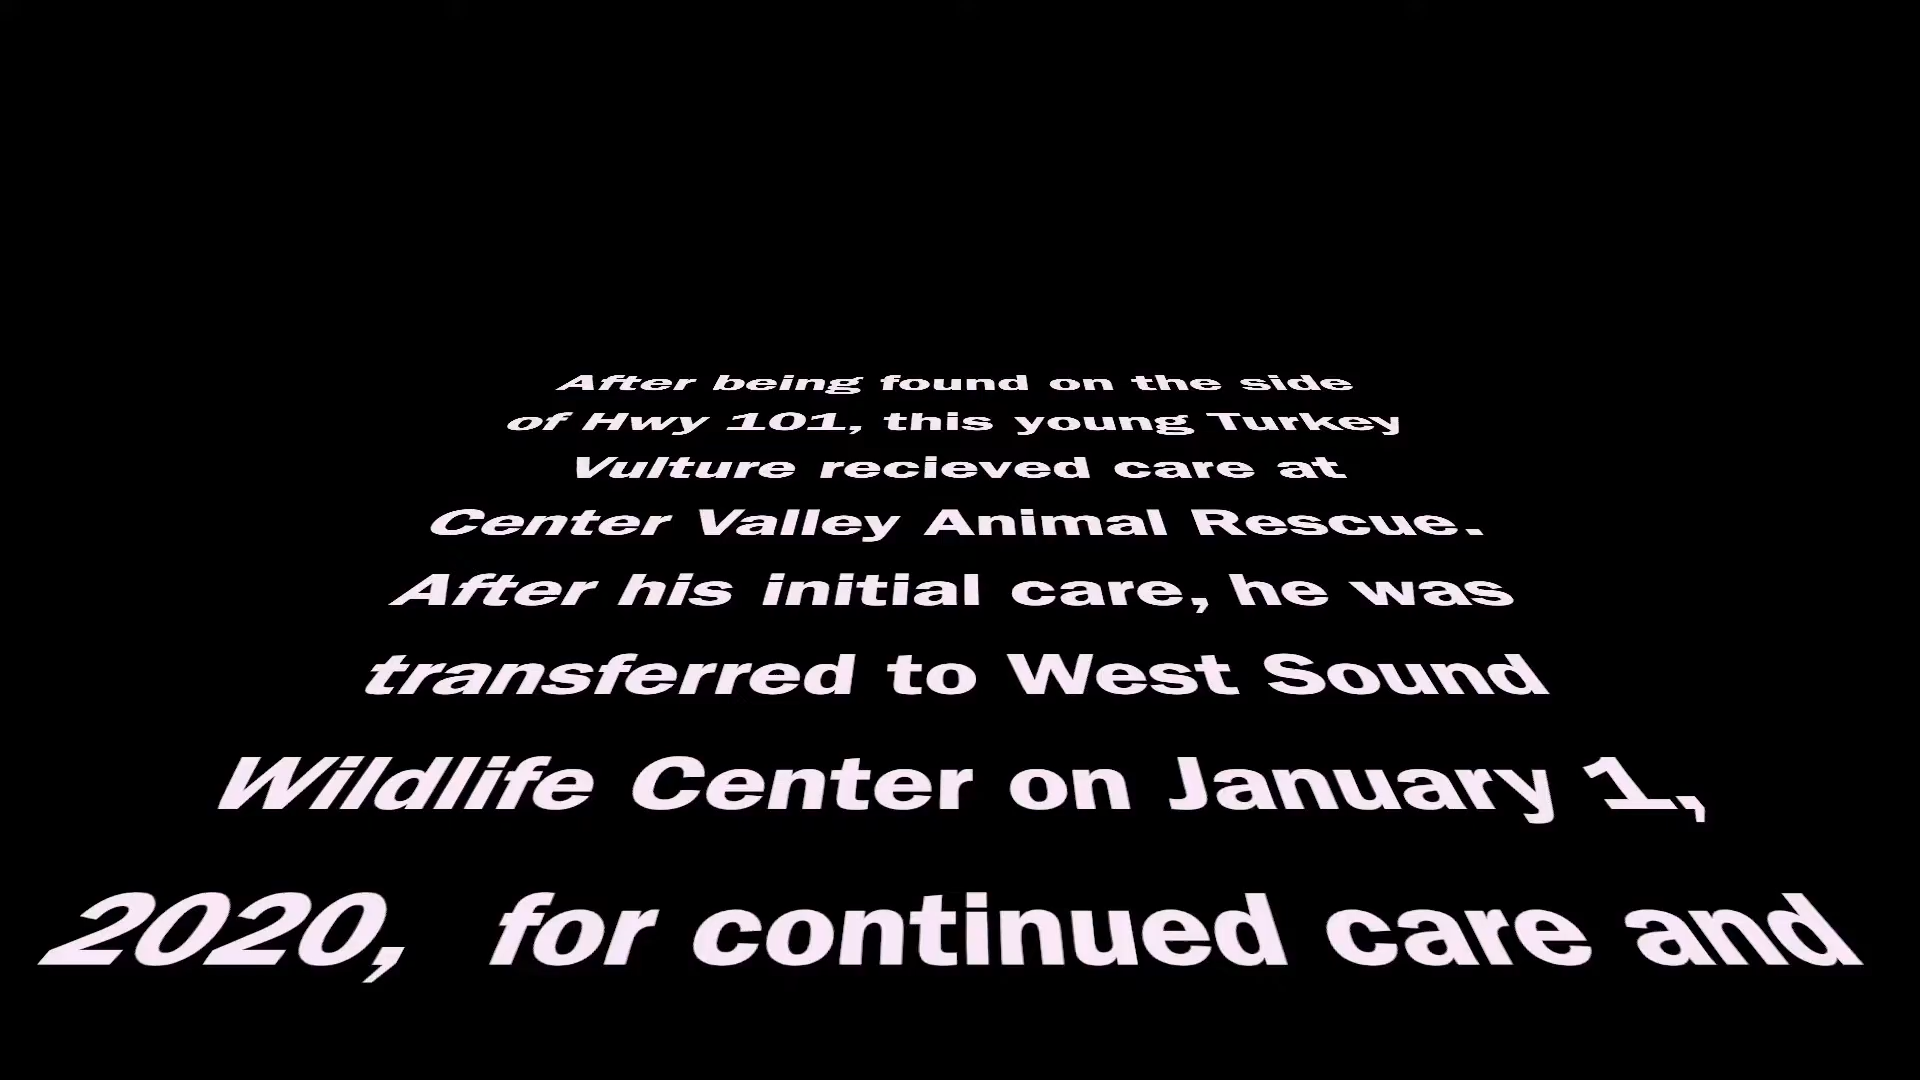 After being found on the side
of Hwy 101, this young Turkey
Vulture recieved care at
Center Valley Animal Rescue.
After his initial care, he was
transferred to West Sound
Wildlife Center on January 1,
2020, for continued care and